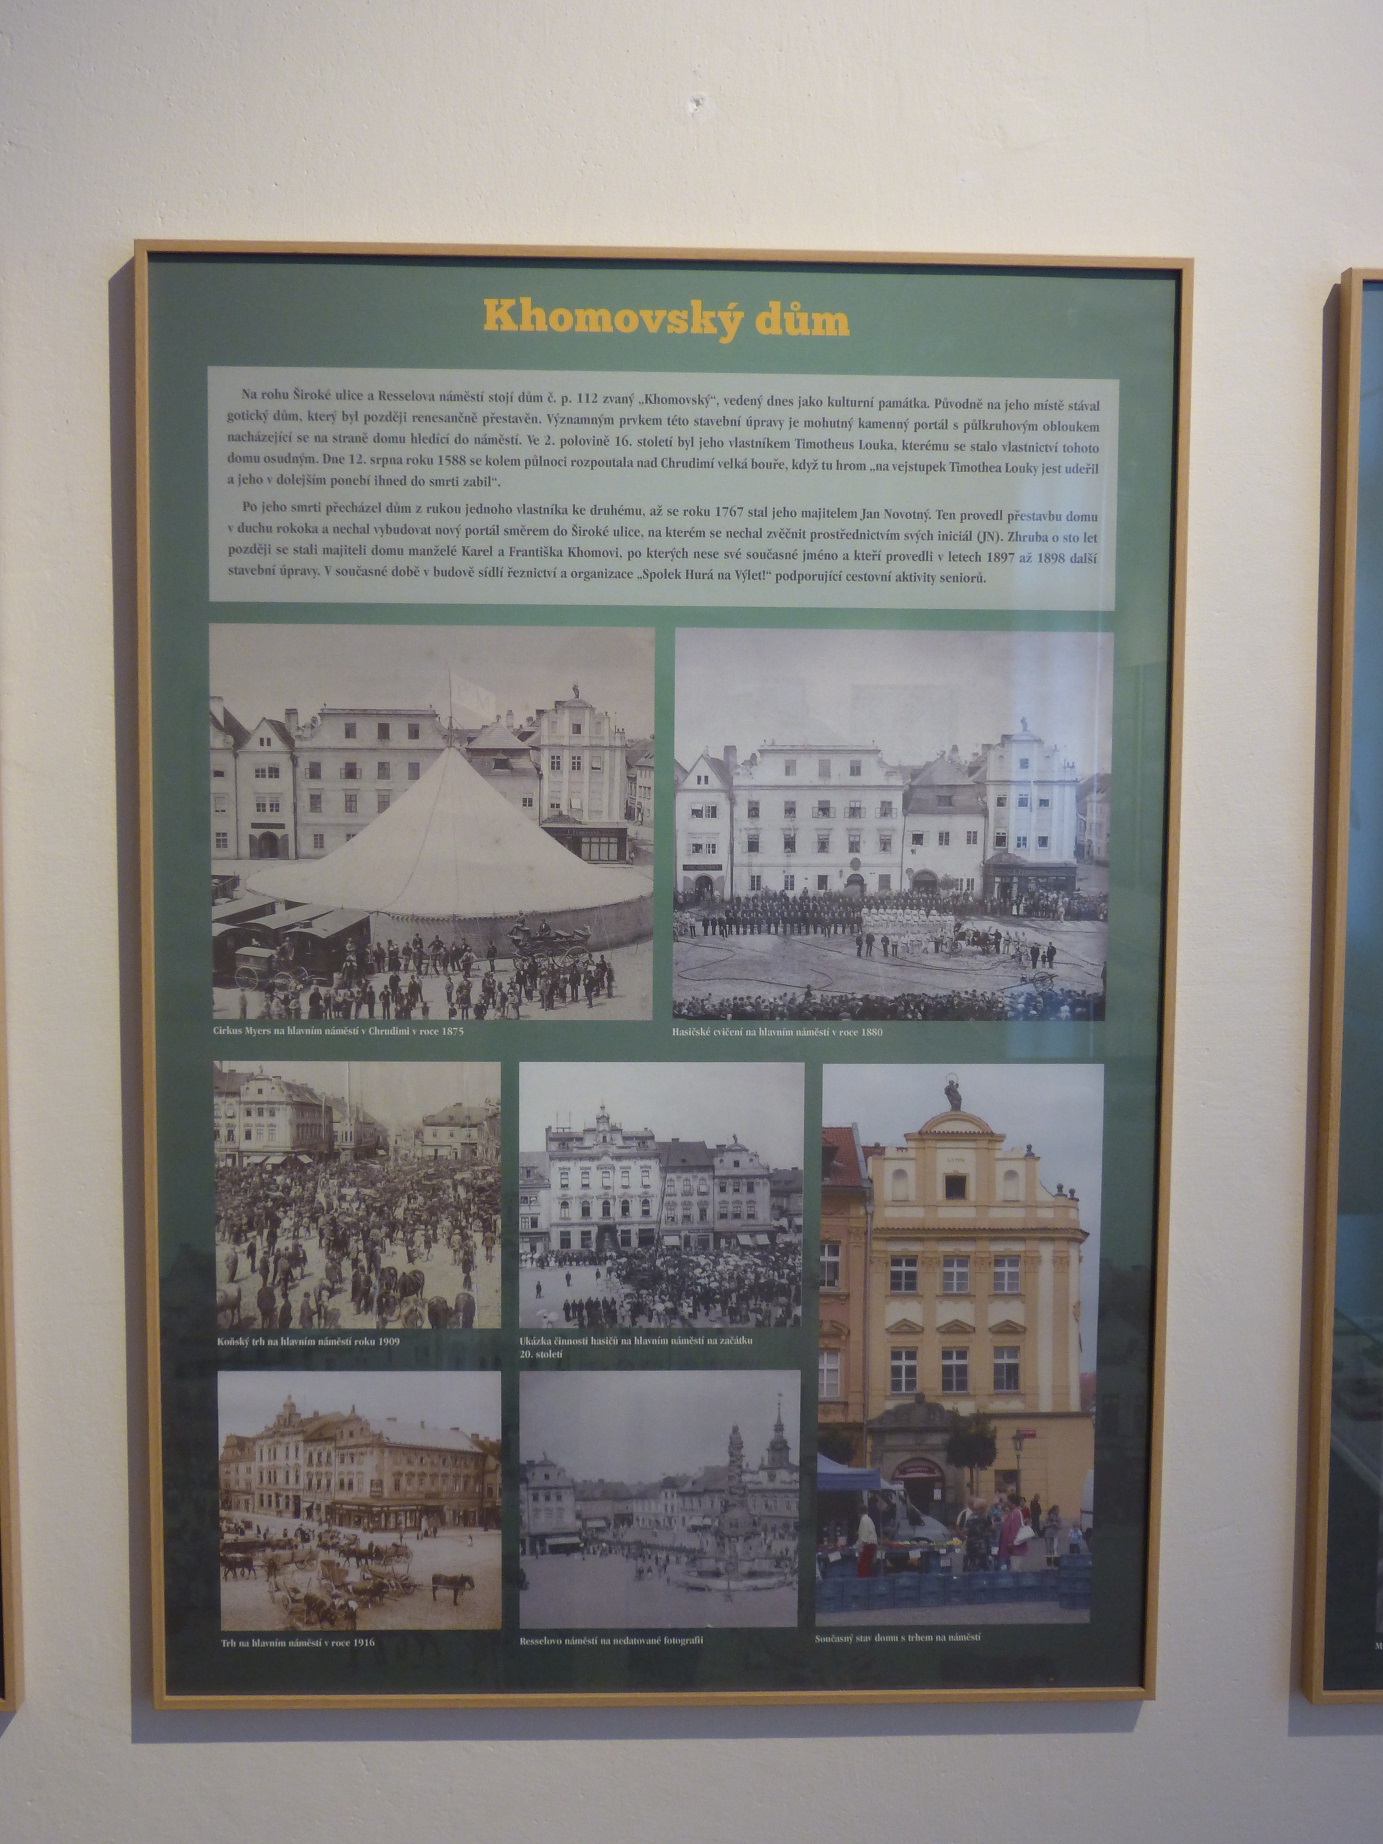 Khomovský dům
Na rohu Široké ulice a Resselova náměstí stojí dům č. p. 112 zvaný „Khomovský“, vedený dnes jako kulturní památka. Původně na jeho místě stával
gotický dům, který byl později renesančně přestavěn. Významným prvkem této stavební úpravy je mohutný kamenný portál s půlkruhovým obloukem
nacházející se na straně domu hledící do náměstí. Ve 2. polovině 16. století byl jeho vlastníkem Timotheus Louka, kterému se stalo vlastnictví tohoto
domu osudným. Dne 12. srpna roku 1588 se kolem půlnoci rozpoutala nad Chrudimí velká bouře, když tu hrom „na vejstupek Timothea Louky jest udeřil
a jeho v dolejším ponebí ihned do smrti zabil“.
Po jeho smrti přecházel dům z rukou jednoho vlastníka ke druhému, až se roku 1767 stal jeho majitelem Jan Novotný. Ten provedl přestavbu domu
v duchu rokoka a nechal vybudovat nový portál směrem do Široké ulice, na kterém se nechal zvěčnit prostřednictvím svých iniciál (JN). Zhruba o sto let
později se stali majiteli domu manželé Karel a Františka Khomovi, po kterých nese své současné jméno a kteří provedli v letech 1897 až 1898 další
stavební úpravy. V současné době v budově sídlí řeznictví a organizace „Spolek Hurá na Výlet!“ podporující cestovní aktivity seniorů.
Cirkus Myers na hlavním náměstí v Chrudimi v roce 1875
Hasičské cvičení na hlavním náměstí v roce 1880
Koňský trh na hlavním náměstí roku 1909
Ukázka činnosti hasičů na hlavním náměstí na začátku
20. století
Trh na hlavním náměstí v roce 1916
Resselovo náměstí na nedatované fotografii
Současný stav domu s trhem na náměstí